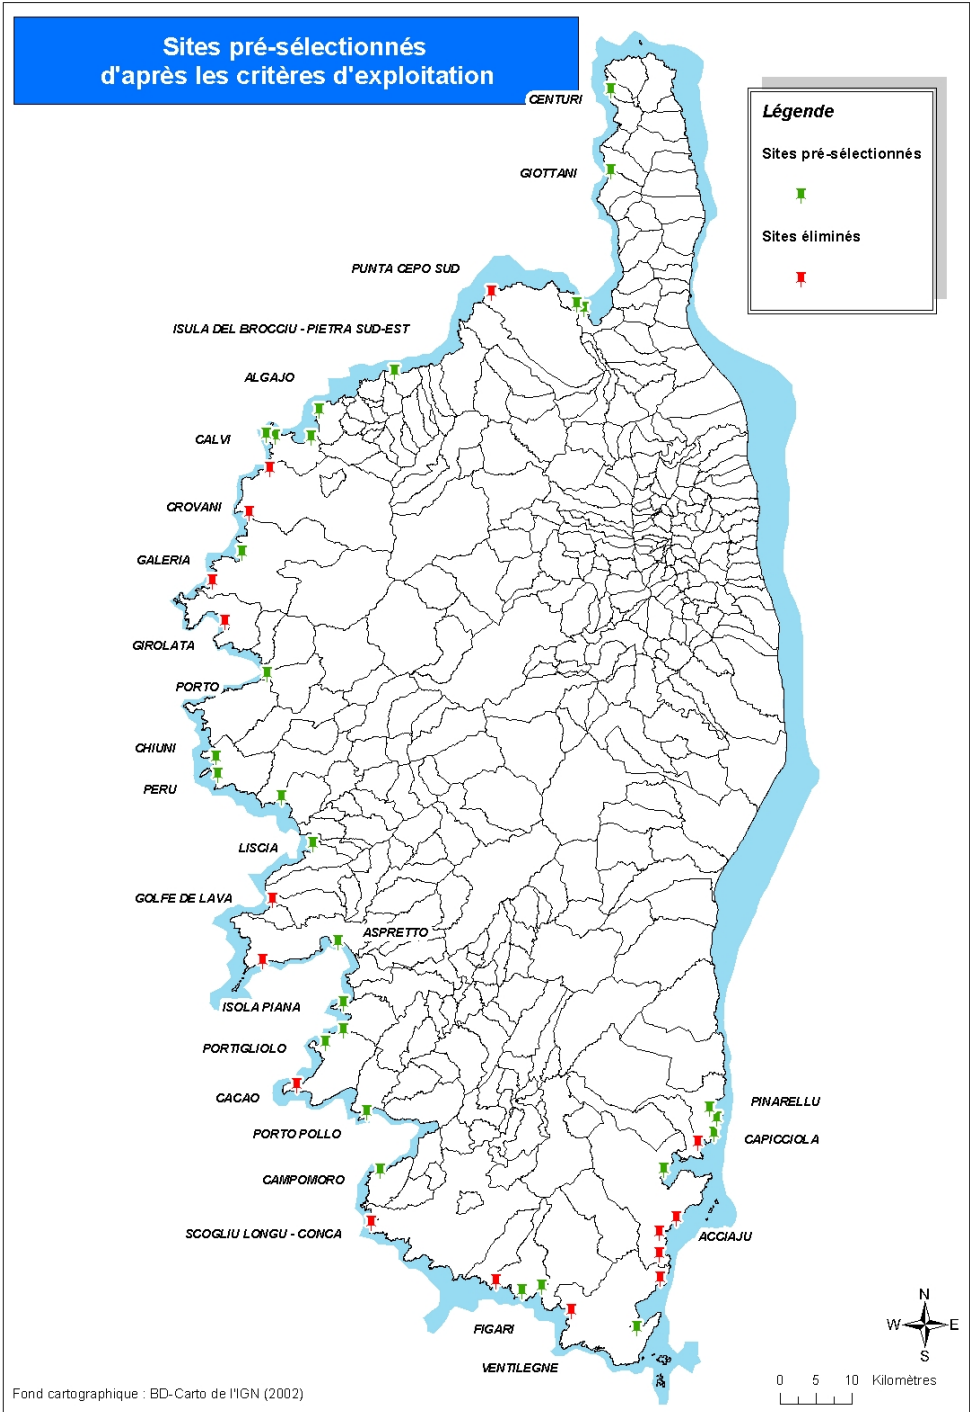 Sites pré-sélectionnés
d'après les critères d'exploitation
CENTURI
Légende
Sites pré-sélectionnés
GIOTTANI
Sites éliminés
PUNTA CEPO SUD
ISULA DEL BROCCIU - PIETRA SUD-EST
ALGAJO
CALVI
CROVANI
GALERIA
GIROLATA
PORTO
CHIUNI
PERU
LISCIA
GOLFE DE LAVA
ASPRETTO
ISOLA PIANA
PORTIGLIOLO
CACAO
PINARELLU
PORTO POLLO
CAPICCIOLA
CAMPOMORO
SCOGLIU LONGU - CONCA
ACCIAJU
FIGARI
VENTILEGNE
N
W E
S
0 5 10 Kilomètres
Fond cartographique : BD-Carto de l'IGN (2002)